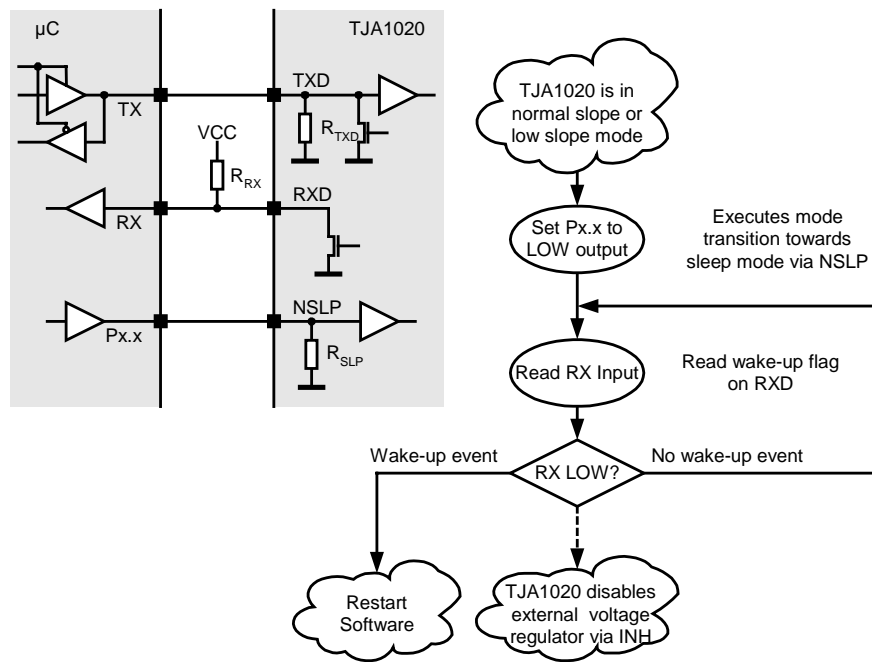 µC
TJA1020
TX
TXD
RTXD
VCC
RRX
RX
RXD
Px.x
NSLP
RSLP
TJA1020 is in
normal slope or
low slope mode
Set Px.x to
LOW output
Executes mode
transition towards
sleep mode via NSLP
Read RX Input
Read wake-up flag
on RXD
Wake-up event
RX LOW?
No wake-up event
Restart
Software
TJA1020 disables
external voltage
regulator via INH